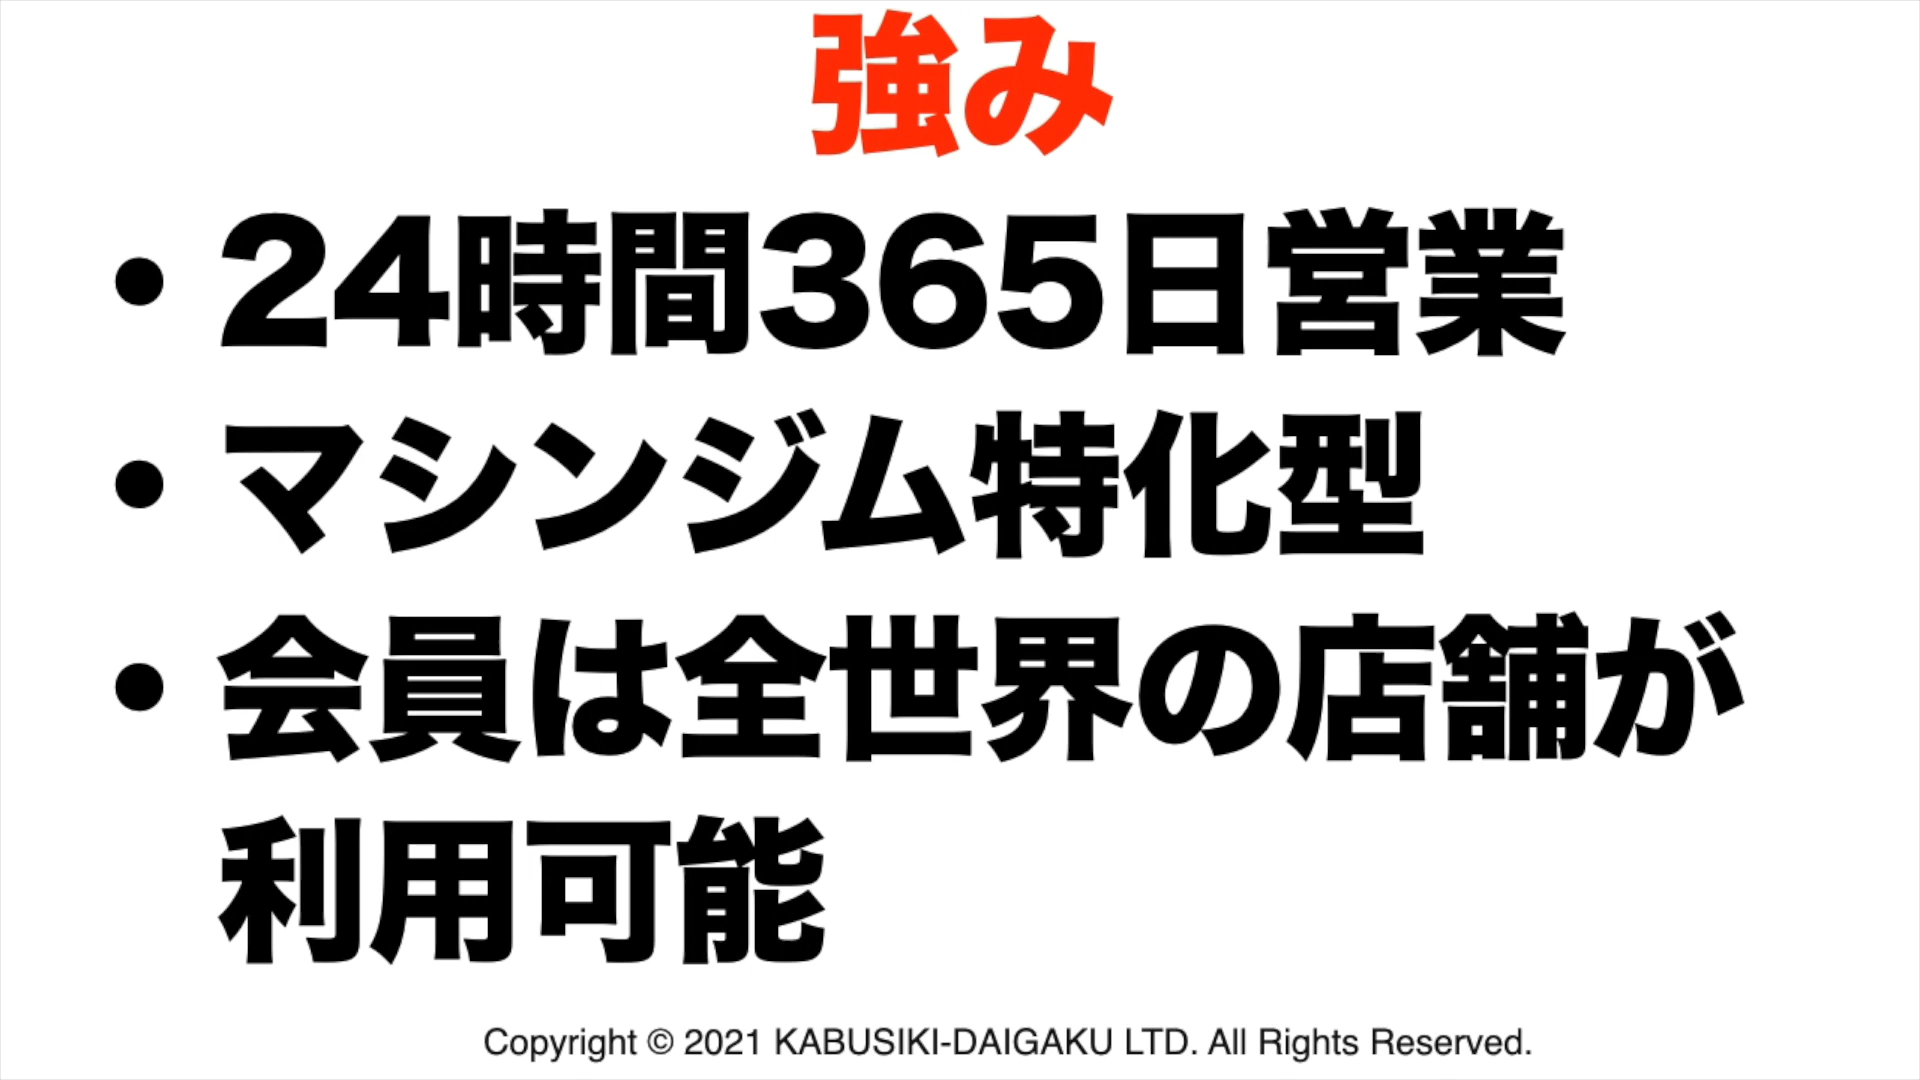 強み
・24時間365日営業
・マシンジム特化型
・会員は全世界の店舗が
利用可能
Copyright © 2021 KABUSIKI-DAIGAKU LTD. All Rights Reserved.